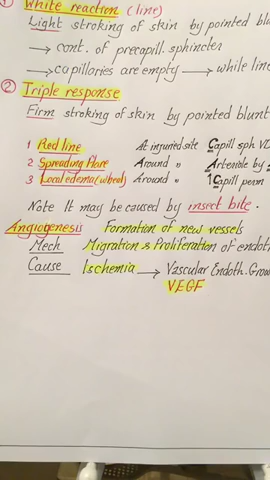 ① White reaction (line)
Light stroking of skin by pointed blu
→ cont. of precapill. sphincter
→ capillaries are empty → while line
② Triple response
Firm stroking of skin by pointed blunt
1 Red line At injuried site Capill sph VD
2 Spreading flare Around " Arteriole by
3 Local edema (wheal) Around " ↑Capill perm
Note It may be caused by insect bite.
Angiogenesis Formation of new vessels
Mech Migration & Proliferation of endoth
Cause Ischemia → Vascular Endoth. Grow
VEGF